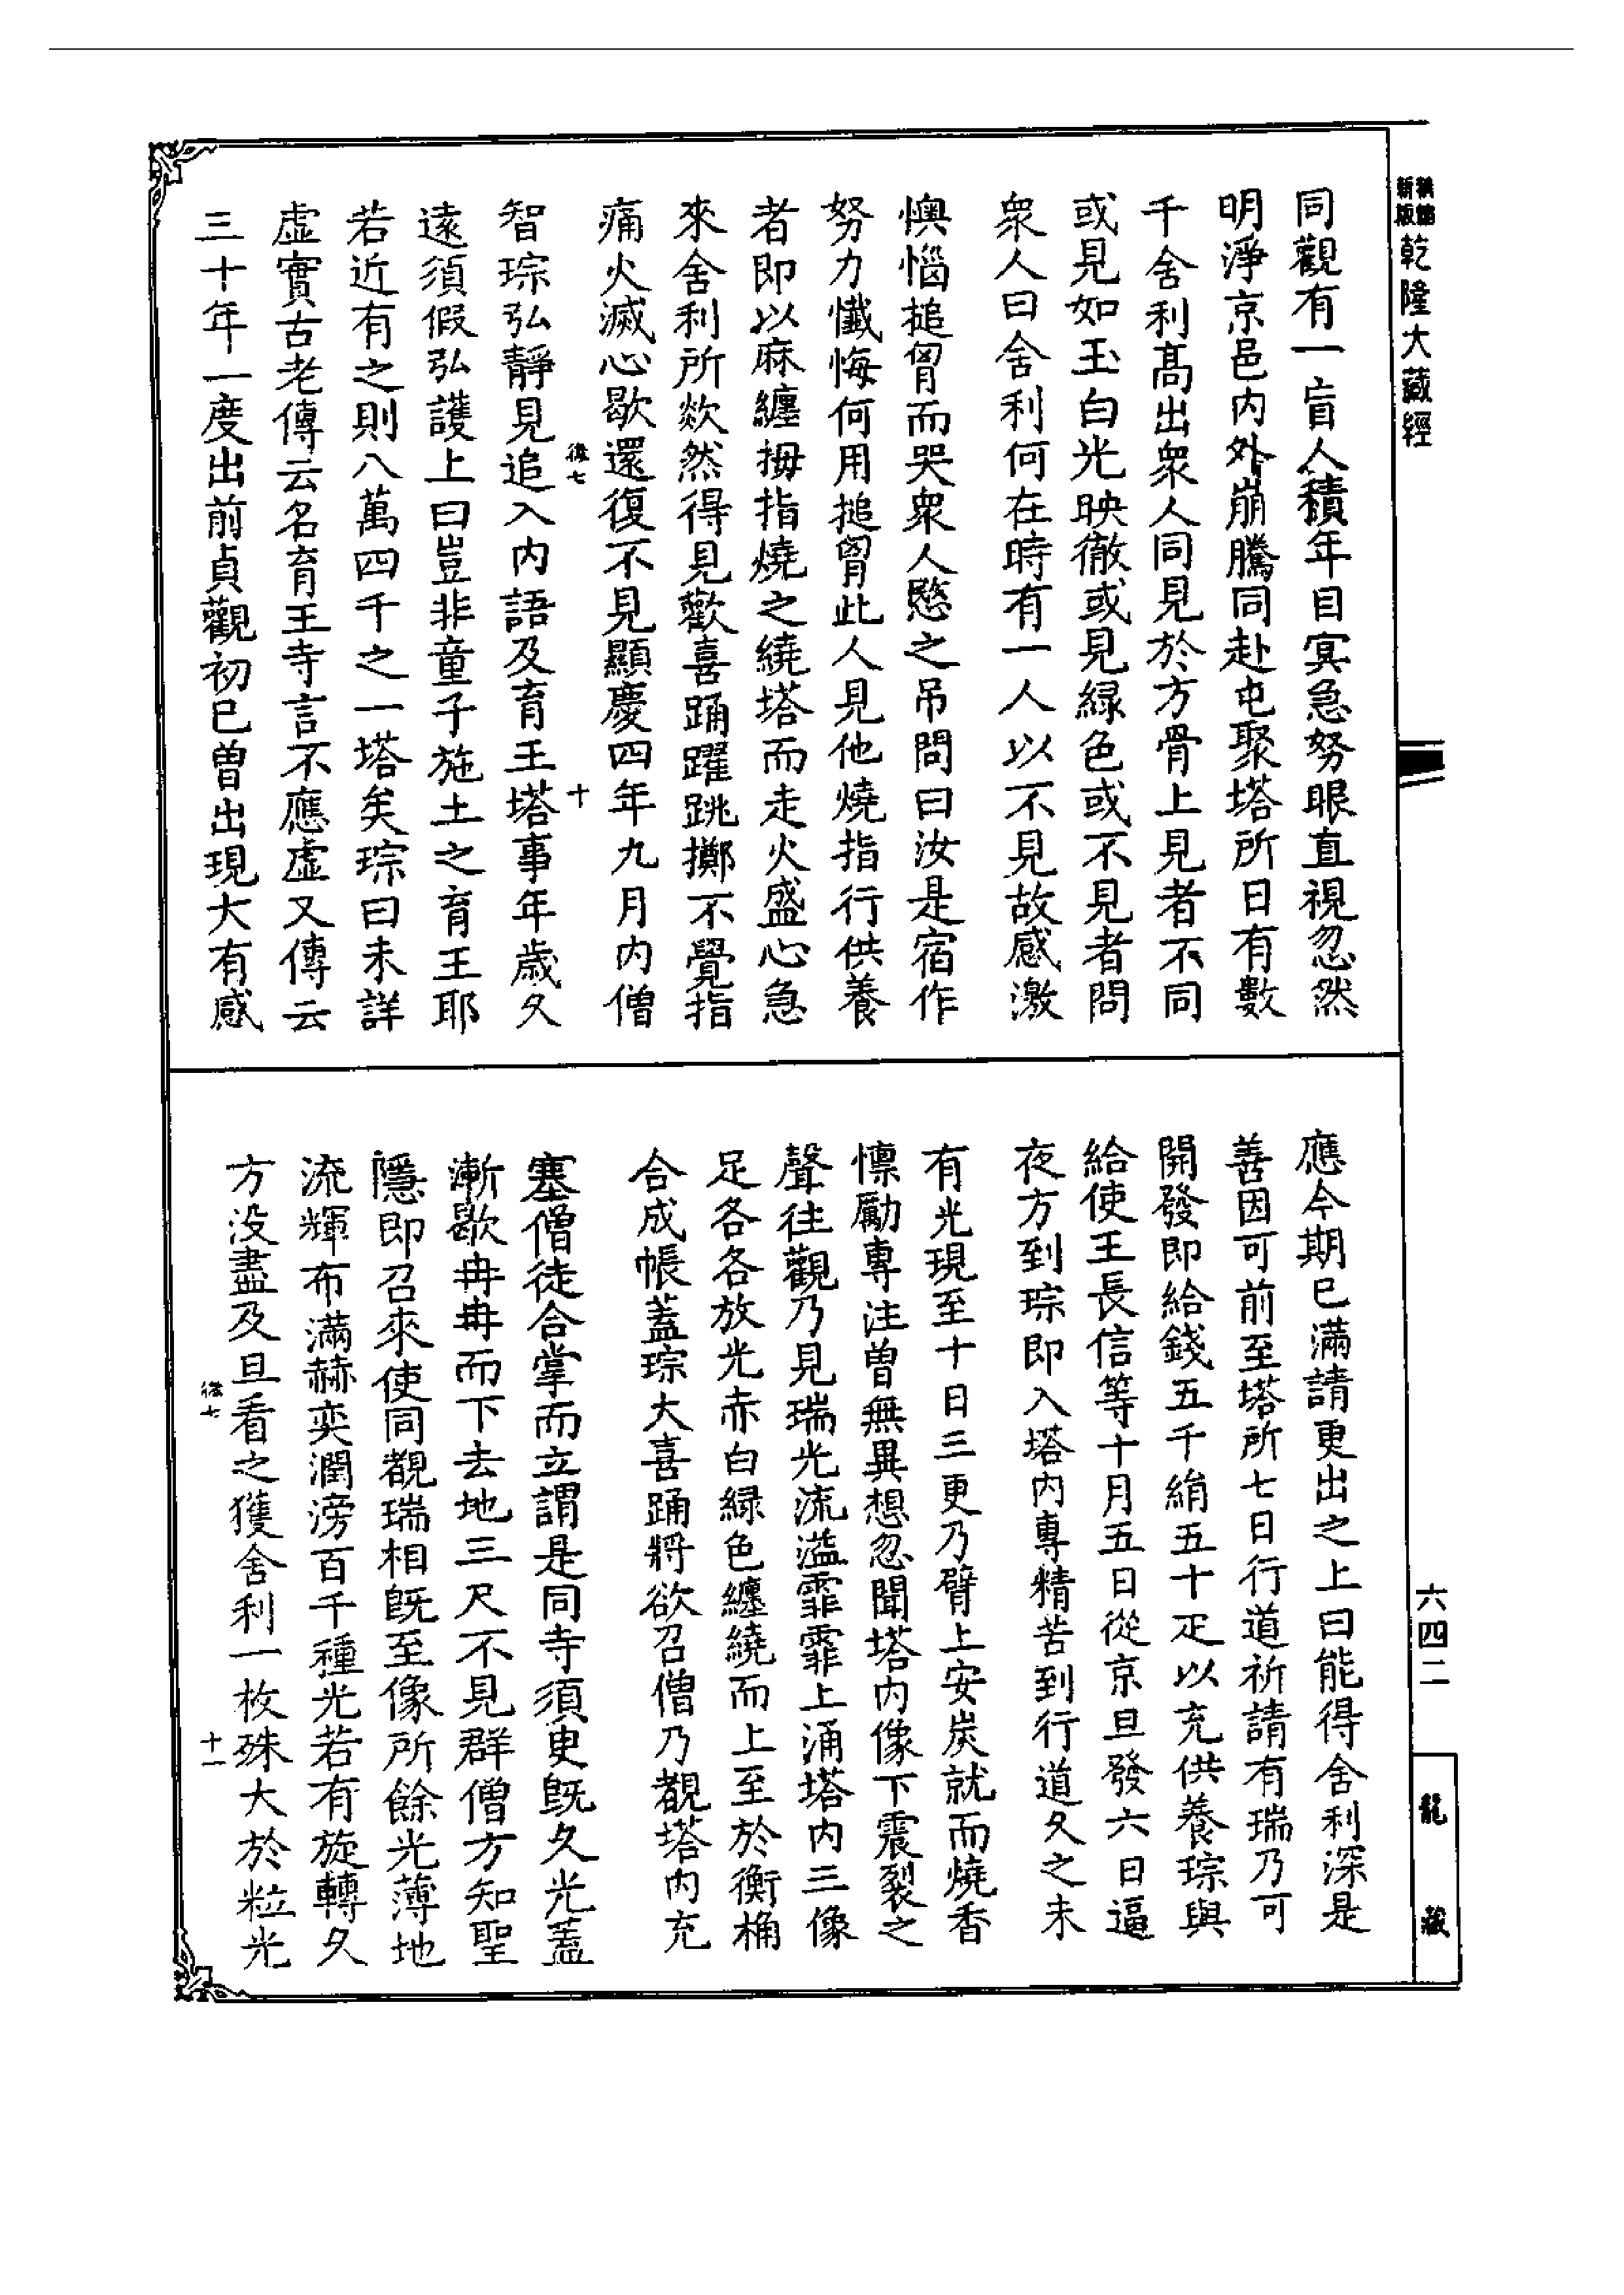 新版
乾隆大藏經
同觀有一盲人積年目冥急努眼直視忽然
明淨京邑内外崩騰同赴屯聚塔所日有數
千舍利髙出衆人同見於方骨上見者不同
或見如玉白光映徹或見緑色或不見者問
衆人曰舍利何在時有一人以不見故感激
懊惱搥胷而哭衆人愍之吊問曰汝是宿作
努力懺悔何用搥胷此人見他燒指行供養
者即以麻纏拇指燒之繞塔而走火盛心急
來舍利所欻然得見歡喜踊躍跳擲不覺指
痛火滅心歇還復不見顯慶四年九月内僧
十
智琮弘靜見追入内語及育王塔事年歲久
遠須假弘護上曰豈非童子施土之育王耶
若近有之則八萬四千之一塔矣琮曰未詳
虛實古老傳云名育王寺言不應虛又傳云
三十年一度出前貞觀初已曾出現大有感
應今期已滿請更出之上曰能得舍利深是
善因可前至塔所七日行道祈請有瑞乃可
開發即給錢五千絹五十疋以充供養琮與
給使王長信等十月五日從京旦發六日逼
夜方到琮即入塔内專精苦到行道久之未
有光現至十日三更乃臂上安炭就而燒香
懍勵專注曽無異想忽聞塔内像下震裂之
聲往觀乃見瑞光流溢霏霏上涌塔内三像
足各各放光赤白緑色纏繞而上至於衡桷
合成帳蓋琮大喜踊將欲召僧乃覩塔内充
塞僧徒合掌而立謂是同寺須臾既久光蓋
漸歇冉冉而下去地三尺不見群僧方知聖
隱即召來使同覩瑞相既至像所餘光薄地
流輝布滿赫奕潤滂百千種光若有旋轉久
方没盡及旦看之獲舍利一枚殊大於粒光
十一
六四二
龍藏